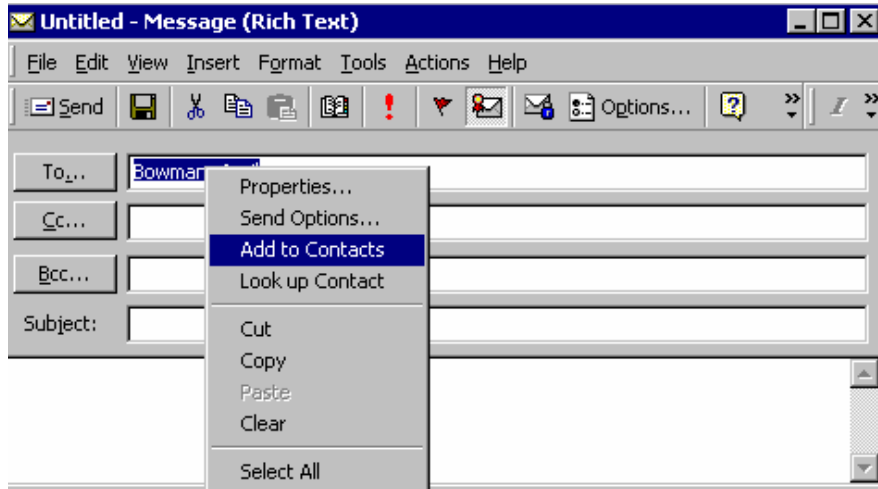 Untitled - Message (Rich Text)
File Edit View Insert Format Tools Actions Help
Send Options...
To...
Cc...
Bcc...
Subject:
Properties...
Send Options...
Add to Contacts
Look up Contact
Cut
Copy
Paste
Clear
Select All